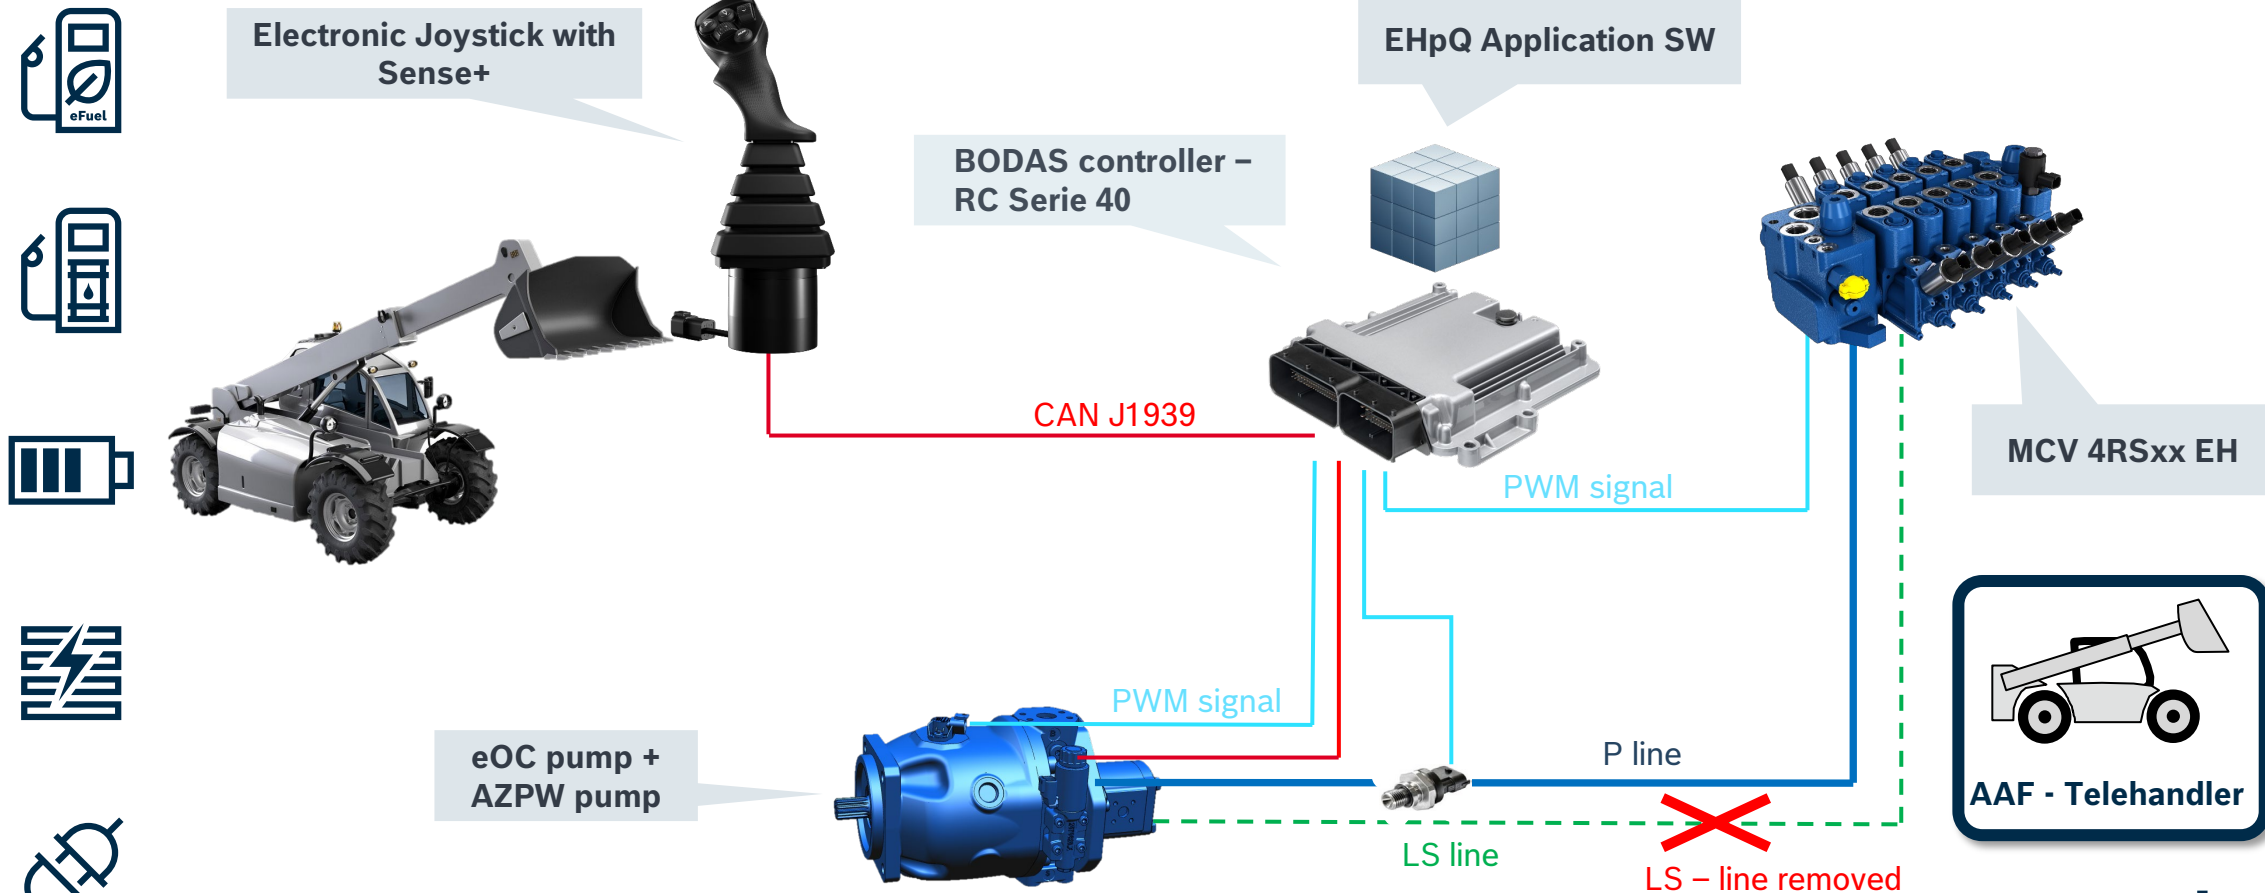 Electronic Joystick with
Sense+
EHpQ Application SW
eFuel
BODAS controller –
RC Serie 40
CAN J1939
MCV 4RSxx EH
PWM signal
PWM signal
eOC pump +
AZPW pump
P line
AAF - Telehandler
LS line
LS – line removed